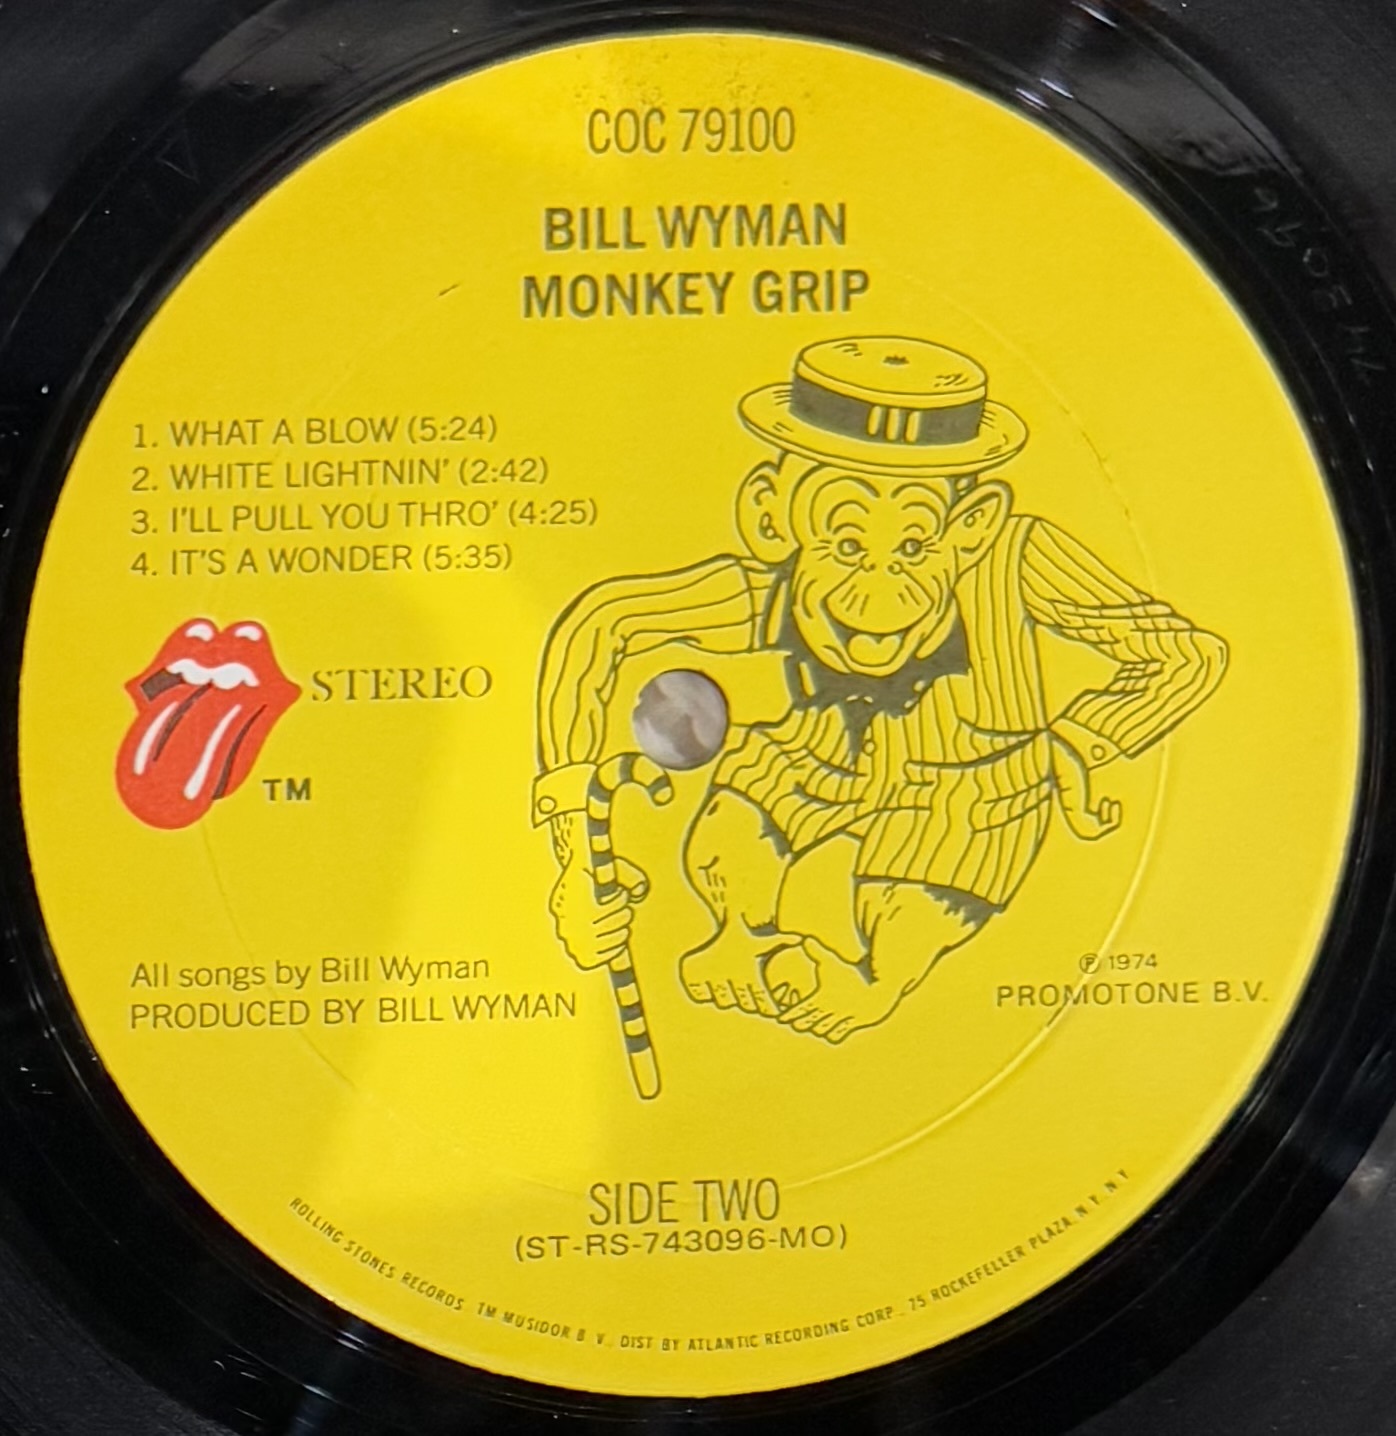 COC 79100
BILL WYMAN
MONKEY GRIP
1. WHAT A BLOW (5:24)
2. WHITE LIGHTNIN' (2:42)
3. I'LL PULL YOU THRO' (4:25)
4. IT'S A WONDER (5:35)
STEREO
TM
All songs by Bill Wyman
PRODUCED BY BILL WYMAN
℗ 1974
PROMOTONE B.V.
SIDE TWO
(ST-RS-743096-MO)
ROLLING STONES RECORDS. TM MUSIDOR B. V. DIST BY ATLANTIC RECORDING CORP. 75 ROCKEFELLER PLAZA, N. Y. N. Y